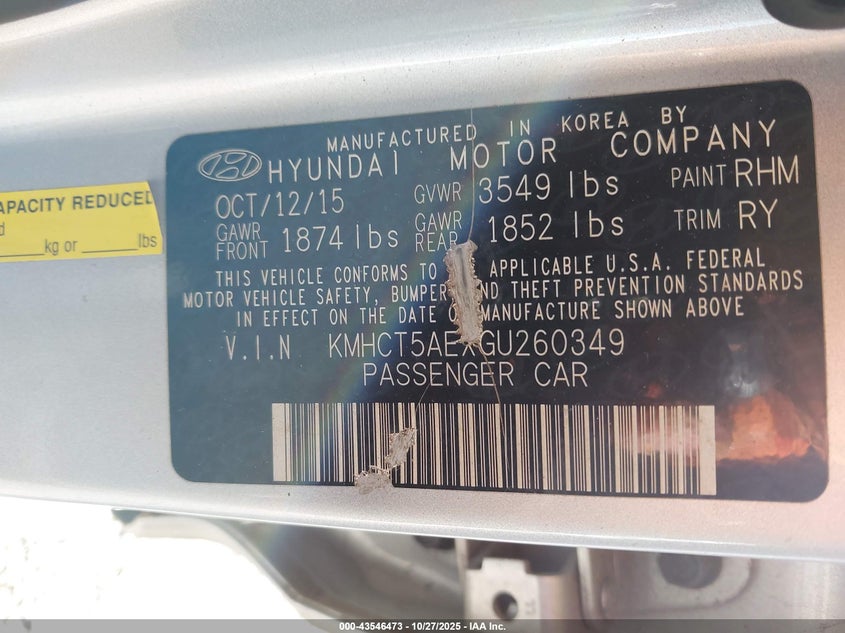 MANUFACTURED IN KOREA BY
HYUNDAI MOTOR COMPANY
OCT/12/15 GVWR 3549 lbs PAINT RHM
GAWR FRONT 1874 lbs GAWR REAR 1852 lbs TRIM RY
THIS VEHICLE CONFORMS TO APPLICABLE U.S.A. FEDERAL
MOTOR VEHICLE SAFETY, BUMPER AND THEFT PREVENTION STANDARDS
IN EFFECT ON THE DATE OF MANUFACTURE SHOWN ABOVE
V.I.N KMHCT5AEXGU260349
PASSENGER CAR
APACITY REDUCED
d
kg or lbs
000-43546473 | 10/27/2025 - IAA Inc.